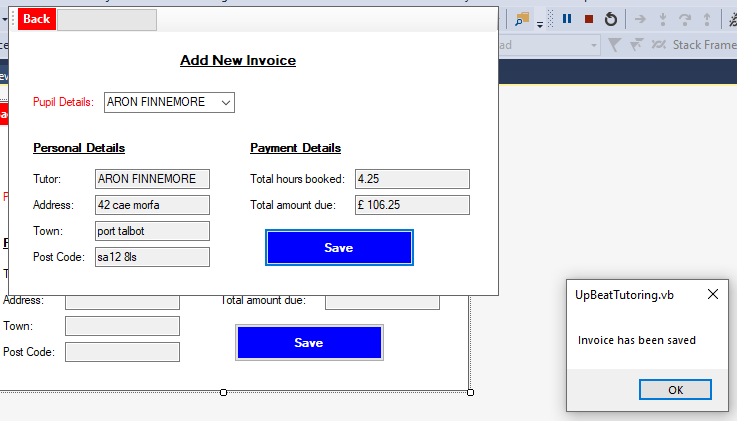 Back
Add New Invoice
Pupil Details: ARON FINNEMORE
Personal Details
Payment Details
Tutor: ARON FINNEMORE
Total hours booked: 4.25
Address: 42 cae morfa
Total amount due: £ 106.25
Town: port talbot
Save
Post Code: sa12 8ls
Address:
Total amount due:
Town:
Save
Post Code:
Stack Frame
UpBeatTutoring.vb
Invoice has been saved
OK